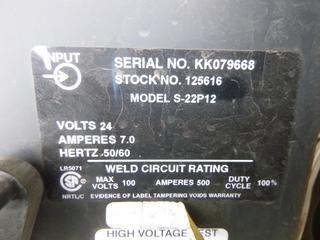 INPUT
SERIAL NO. KK079668
STOCK NO. 125616
MODEL S-22P12
VOLTS 24
AMPERES 7.0
HERTZ 50/60
LR5071
WELD CIRCUIT RATING
MAX VOLTS 100 AMPERES 500 DUTY CYCLE 100%
NRTL/C EVIDENCE OF LABEL TAMPERING VOIDS WARRANTY
HIGH VOLTAGE TEST